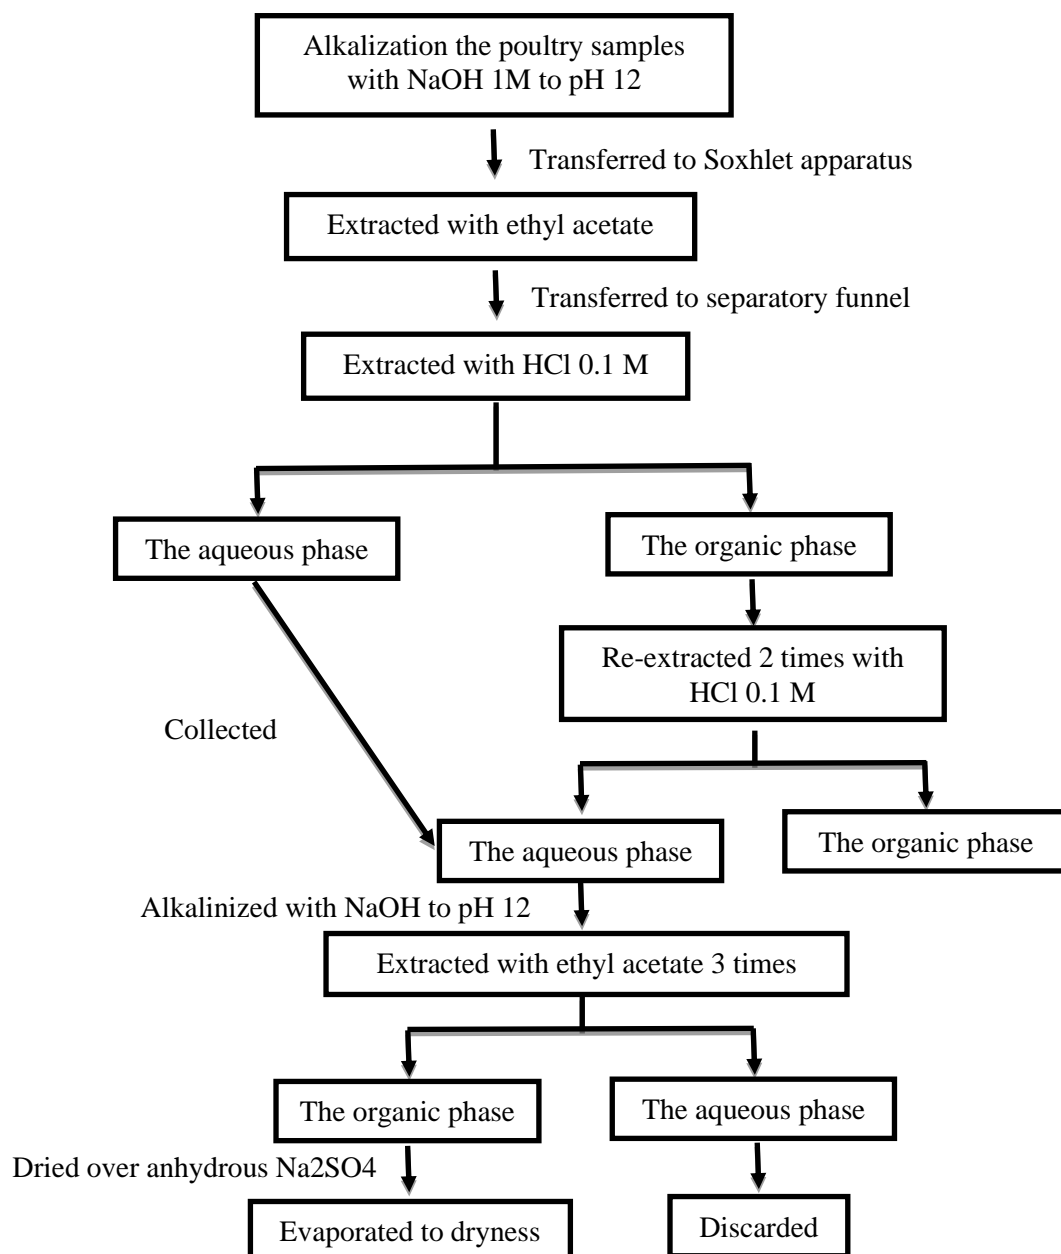 Alkalization the poultry samples
with NaOH 1M to pH 12
Transferred to Soxhlet apparatus
Extracted with ethyl acetate
Transferred to separatory funnel
Extracted with HCl 0.1 M
The aqueous phase
The organic phase
Re-extracted 2 times with
HCl 0.1 M
Collected
The aqueous phase
The organic phase
Alkalinized with NaOH to pH 12
Extracted with ethyl acetate 3 times
The organic phase
The aqueous phase
Dried over anhydrous Na2SO4
Evaporated to dryness
Discarded